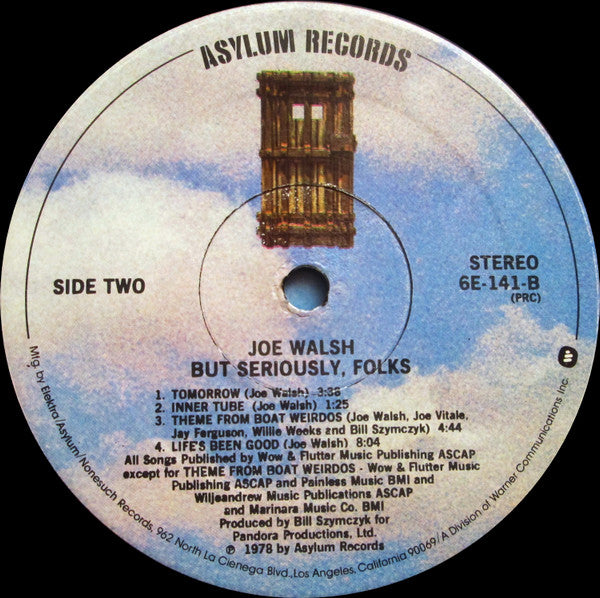 ASYLUM RECORDS
SIDE TWO
STEREO
6E-141-B
(PRC)
JOE WALSH
BUT SERIOUSLY, FOLKS
1. TOMORROW (Joe Walsh) 3:38
2. INNER TUBE (Joe Walsh) 1:25
3. THEME FROM BOAT WEIRDOS (Joe Walsh, Joe Vitale,
Jay Ferguson, Willie Weeks and Bill Szymczyk) 4:44
4. LIFE'S BEEN GOOD (Joe Walsh) 8:04
All Songs Published by Wow & Flutter Music Publishing ASCAP
except for THEME FROM BOAT WEIRDOS - Wow & Flutter Music
Publishing ASCAP and Painless Music BMI and
Wiljeandrew Music Publications ASCAP
and Marinara Music Co. BMI
Produced by Bill Szymczyk for
Pandora Productions, Ltd.
℗ 1978 by Asylum Records
Mfg. by Elektra/Asylum/Nonesuch Records, 962 North La Cienega Blvd., Los Angeles, California 90069/A Division of Warner Communications Inc.